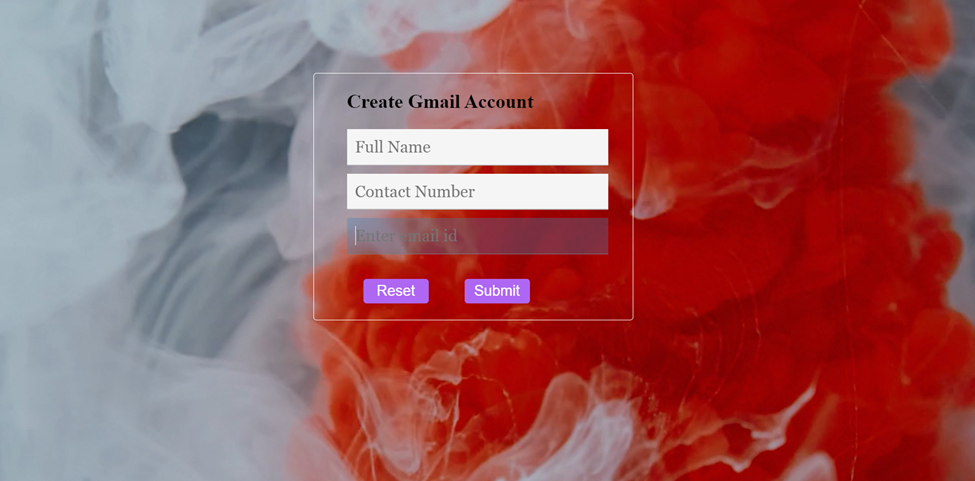 Create Gmail Account
Full Name
Contact Number
Enter email id
Reset Submit